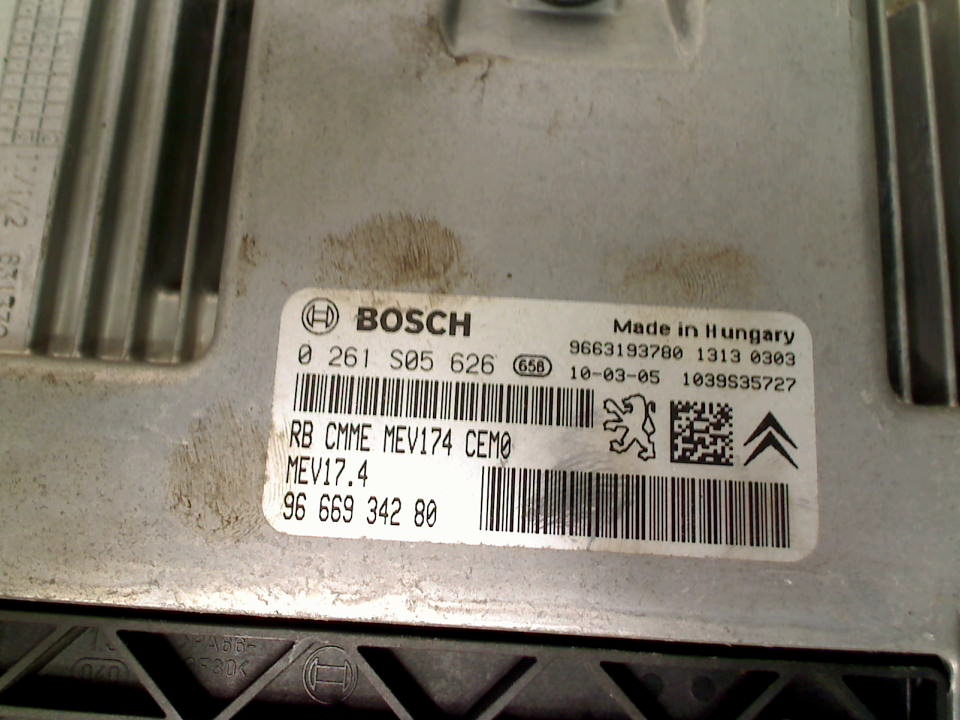 BOSCH
Made in Hungary
0 261 S05 626 658
9663193780 1313 0303
10-03-05 1039S35727
RB CMME MEV174 CEM0
MEV17.4
96 669 342 80